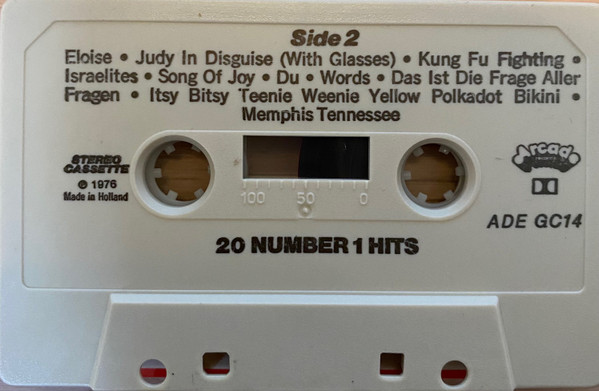 Side 2
Eloise • Judy In Disguise (With Glasses) • Kung Fu Fighting •
Israelites • Song Of Joy • Du • Words • Das Ist Die Frage Aller
Fragen • Itsy Bitsy Teenie Weenie Yellow Polkadot Bikini •
Memphis Tennessee
STEREO
CASSETTE
℗ 1976
Made in Holland
100 50 0
Arcade
ADE GC14
20 NUMBER 1 HITS